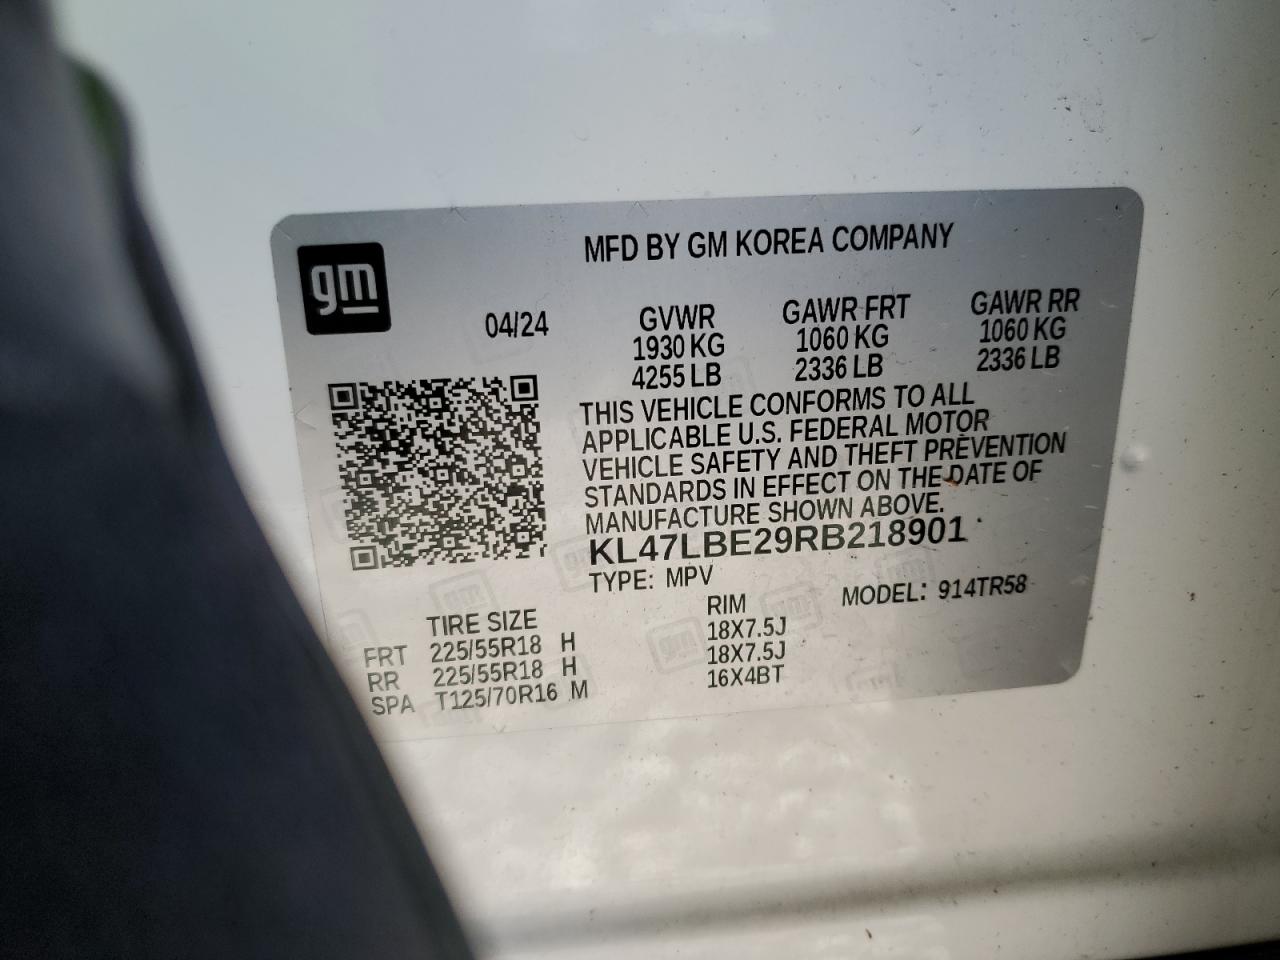 gm
MFD BY GM KOREA COMPANY
04/24
GVWR GAWR FRT GAWR RR
1930 KG 1060 KG 1060 KG
4255 LB 2336 LB 2336 LB
THIS VEHICLE CONFORMS TO ALL
APPLICABLE U.S. FEDERAL MOTOR
VEHICLE SAFETY AND THEFT PREVENTION
STANDARDS IN EFFECT ON THE DATE OF
MANUFACTURE SHOWN ABOVE.
KL47LBE29RB218901
TYPE: MPV MODEL: 914TR58
TIRE SIZE RIM
FRT 225/55R18 H 18X7.5J
RR 225/55R18 H 18X7.5J
SPA T125/70R16 M 16X4BT